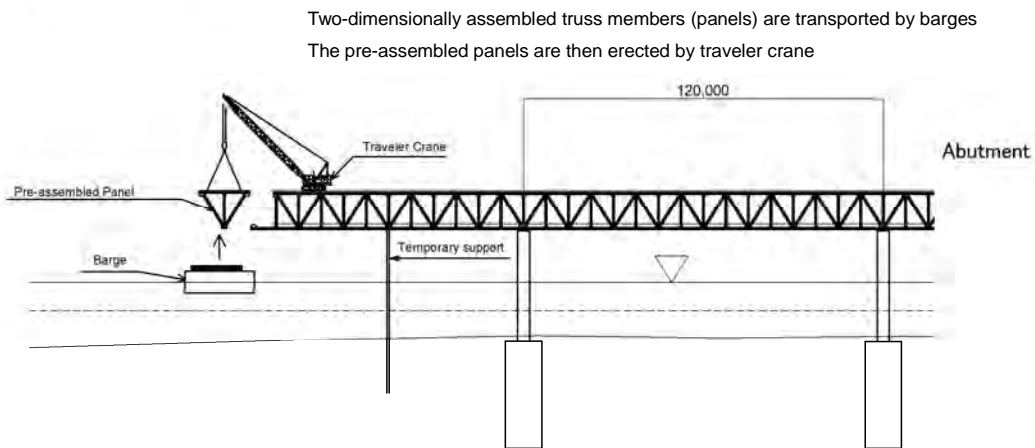 Two-dimensionally assembled truss members (panels) are transported by barges
The pre-assembled panels are then erected by traveler crane
120,000
Traveler Crane
Abutment
Pre-assembled Panel
Temporary support
Barge